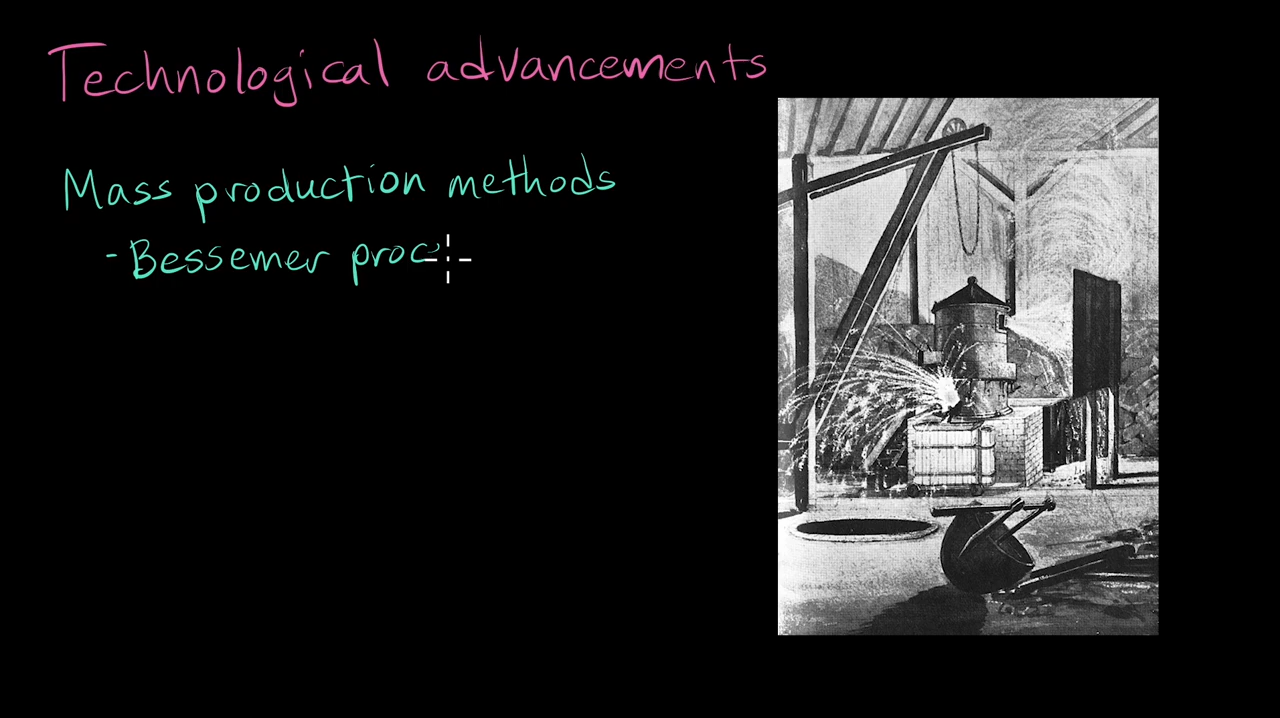 Technological advancements
Mass production methods
- Bessemer proc